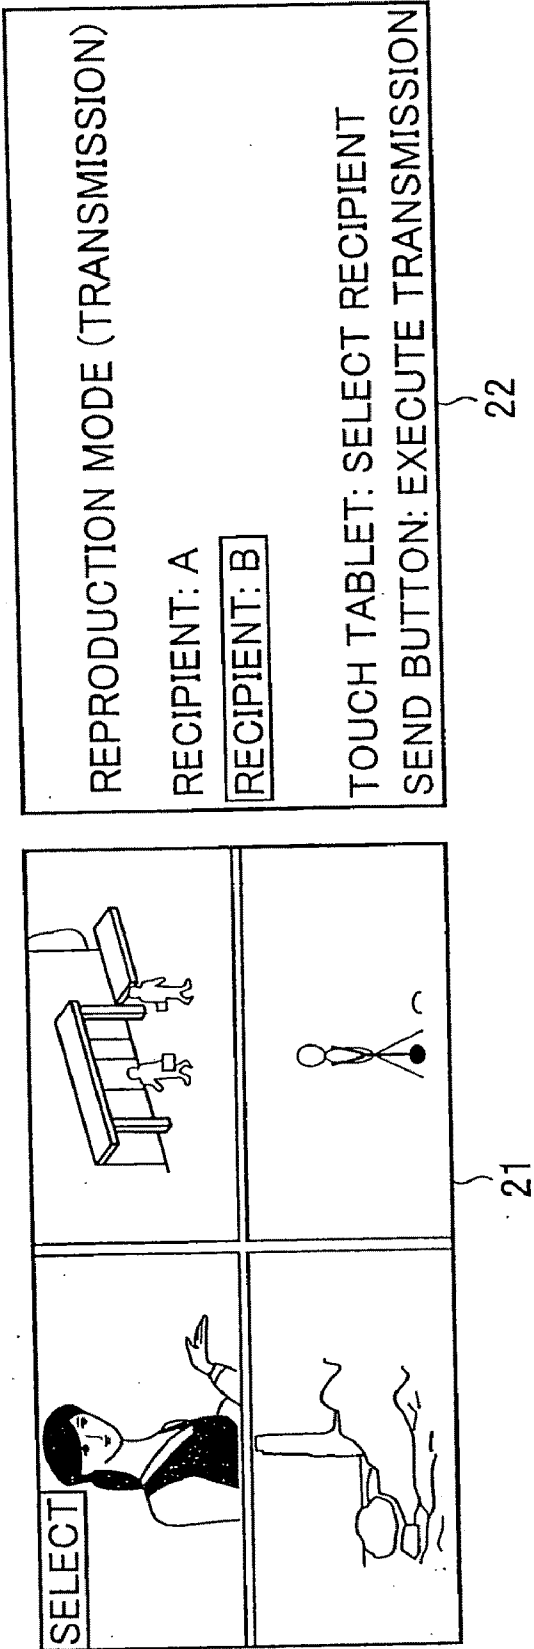 SELECT
21
REPRODUCTION MODE (TRANSMISSION)
RECIPIENT: A
RECIPIENT: B
TOUCH TABLET: SELECT RECIPIENT
SEND BUTTON: EXECUTE TRANSMISSION
22